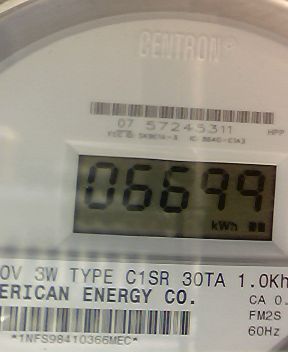 CENTRON®
07 57245311
HPP
06699
kWh
0V 3W TYPE C1SR 30TA 1.0Kh
ERICAN ENERGY CO.
CA 0.
FM2S
60Hz
*1NFS98410366MEC*